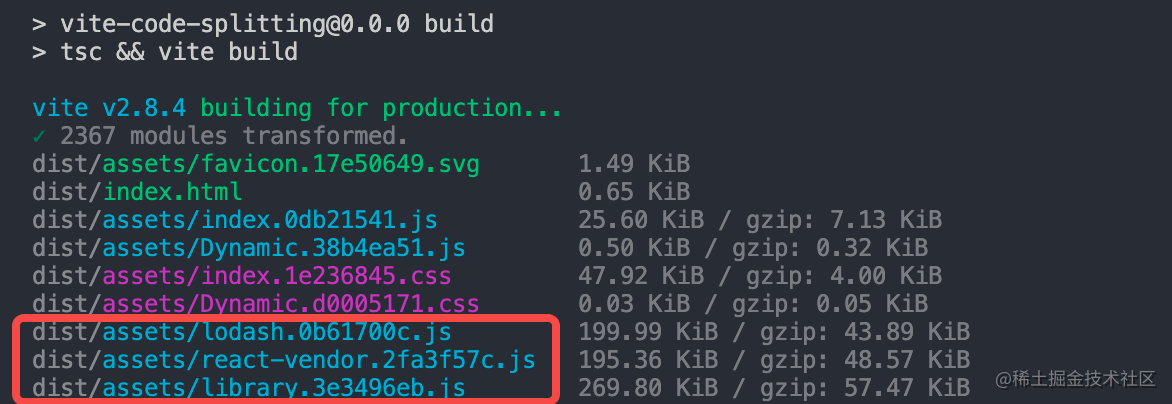 > vite-code-splitting@0.0.0 build
> tsc && vite build
vite v2.8.4 building for production...
✓ 2367 modules transformed.
dist/assets/favicon.17e50649.svg 1.49 KiB
dist/index.html 0.65 KiB
dist/assets/index.0db21541.js 25.60 KiB / gzip: 7.13 KiB
dist/assets/Dynamic.38b4ea51.js 0.50 KiB / gzip: 0.32 KiB
dist/assets/index.1e236845.css 47.92 KiB / gzip: 4.00 KiB
dist/assets/Dynamic.d0005171.css 0.03 KiB / gzip: 0.05 KiB
dist/assets/lodash.0b61700c.js 199.99 KiB / gzip: 43.89 KiB
dist/assets/react-vendor.2fa3f57c.js 195.36 KiB / gzip: 48.57 KiB
dist/assets/library.3e3496eb.js 269.80 KiB / gzip: 57.47 KiB
@稀土掘金技术社区